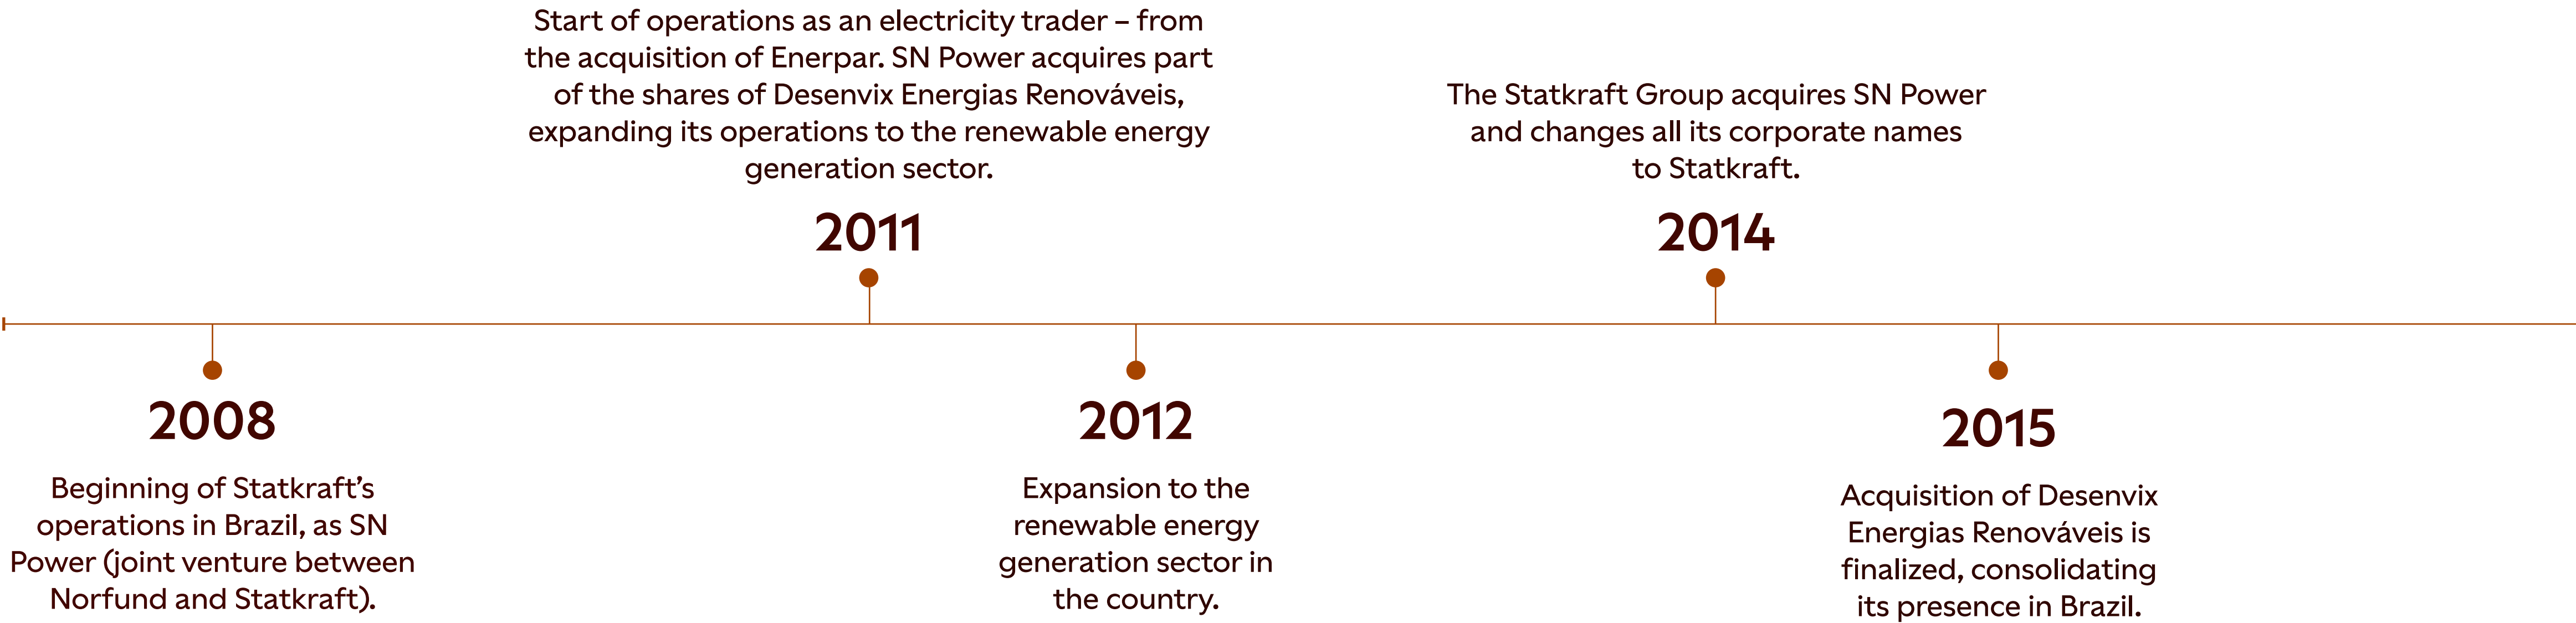 Start of operations as an electricity trader – from
the acquisition of Enerpar. SN Power acquires part
of the shares of Desenvix Energias Renováveis,
expanding its operations to the renewable energy
generation sector.
2011
The Statkraft Group acquires SN Power
and changes all its corporate names
to Statkraft.
2014
2008
Beginning of Statkraft’s
operations in Brazil, as SN
Power (joint venture between
Norfund and Statkraft).
2012
Expansion to the
renewable energy
generation sector in
the country.
2015
Acquisition of Desenvix
Energias Renováveis is
finalized, consolidating
its presence in Brazil.